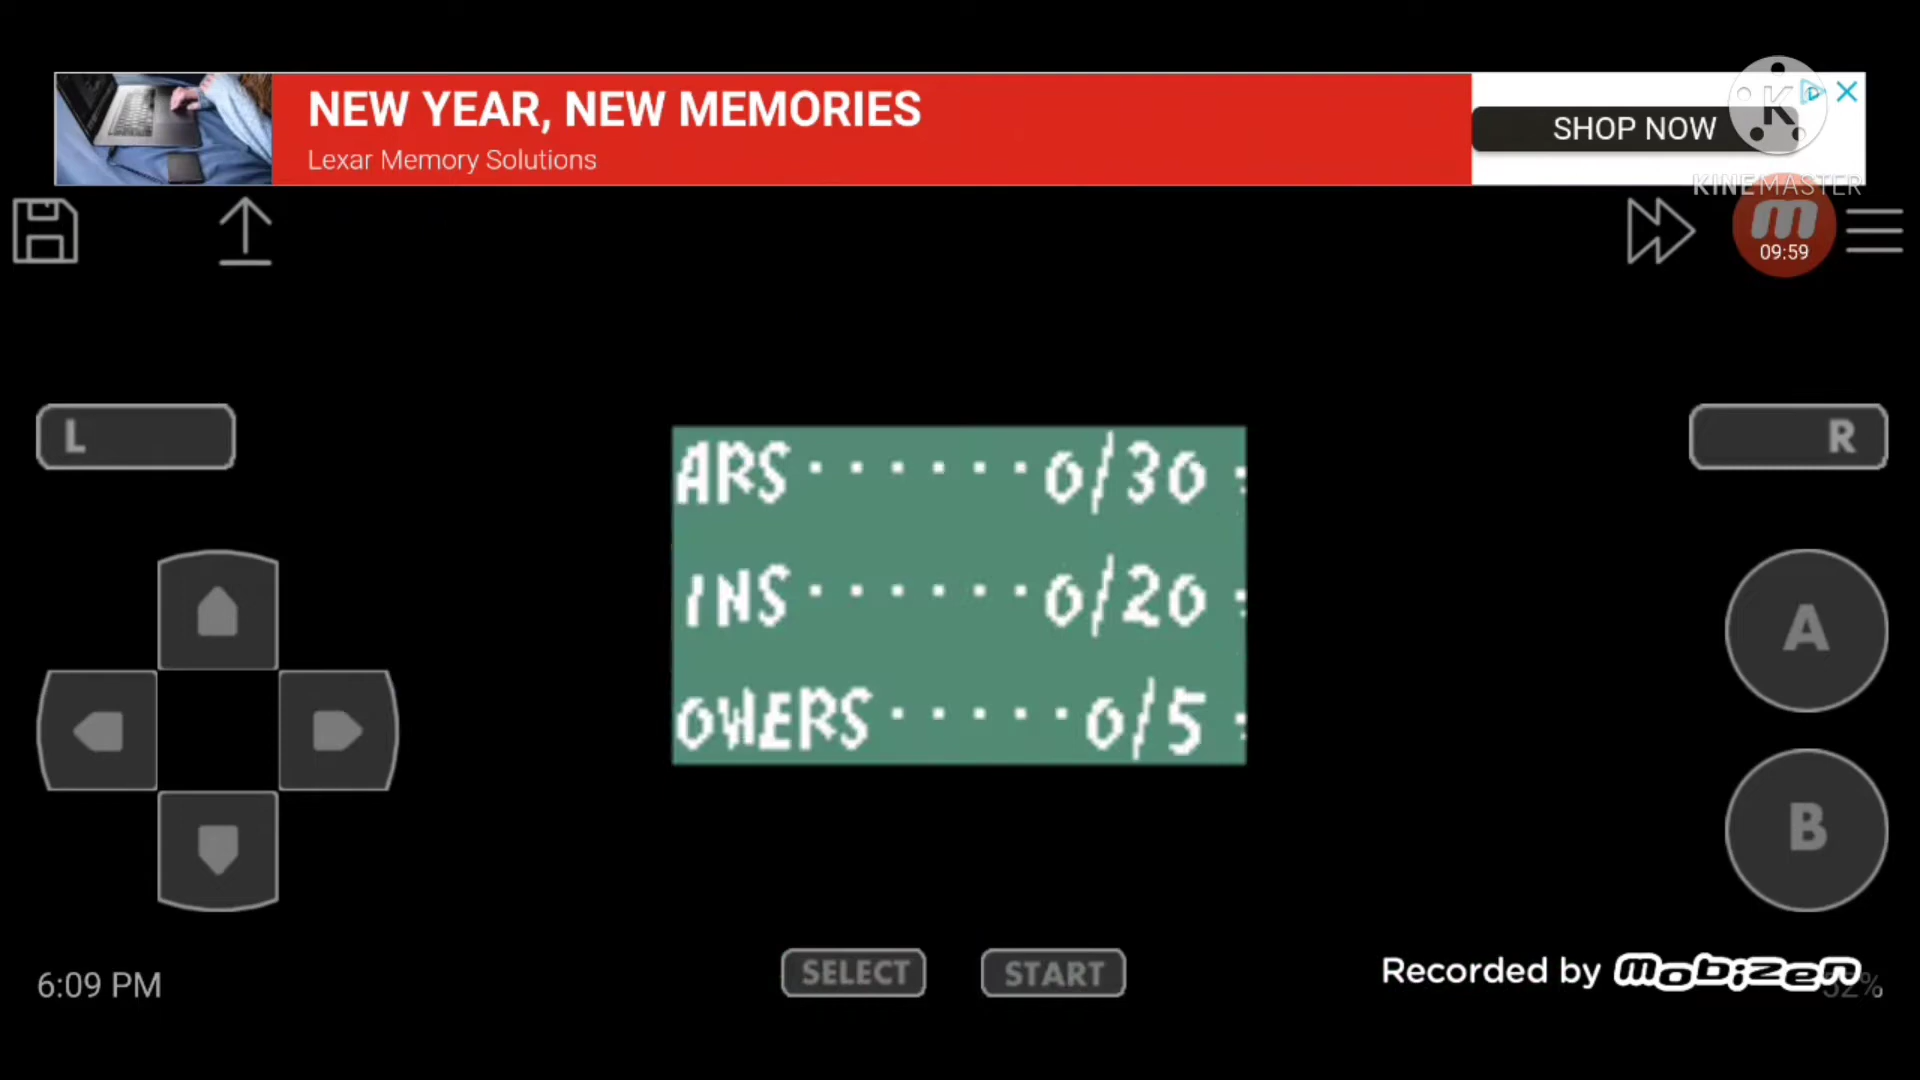 NEW YEAR, NEW MEMORIES
Lexar Memory Solutions
SHOP NOW
K
KINEMASTER
m
09:59
L
R
ARS······0/30 :
INS······0/20 :
OWERS·····0/5 :
A
B
SELECT
START
6:09 PM
Recorded by mobizen